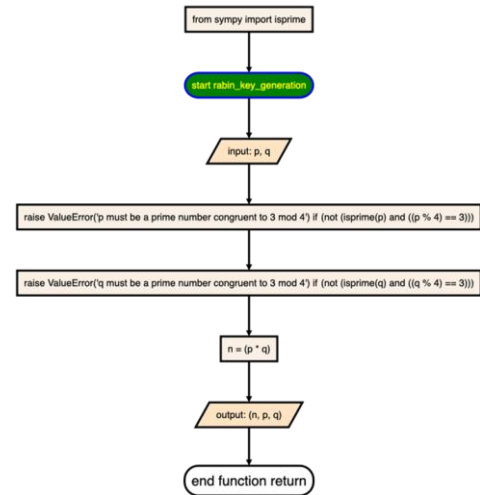 from sympy import isprime
start rabin_key_generation
input: p, q
raise ValueError('p must be a prime number congruent to 3 mod 4') if (not (isprime(p) and ((p % 4) == 3)))
raise ValueError('q must be a prime number congruent to 3 mod 4') if (not (isprime(q) and ((q % 4) == 3)))
n = (p * q)
output: (n, p, q)
end function return